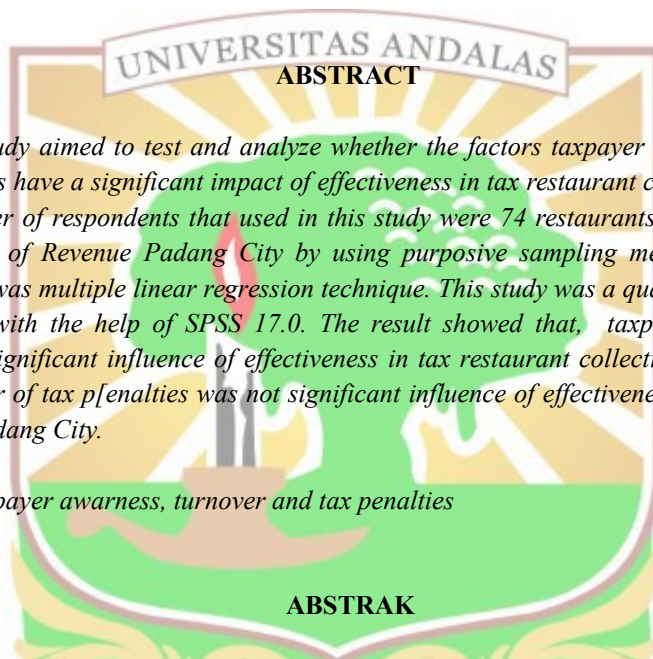 UNIVERSITAS ANDALAS
ABSTRACT
udy aimed to test and analyze whether the factors taxpayer
s have a significant impact of effectiveness in tax restaurant c
er of respondents that used in this study were 74 restaurants
of Revenue Padang City by using purposive sampling me
was multiple linear regression technique. This study was a qua
with the help of SPSS 17.0. The result showed that, taxp
ignificant influence of effectiveness in tax restaurant collecti
r of tax p[enalties was not significant influence of effectivene
dang City.
payer awarness, turnover and tax penalties
ABSTRAK